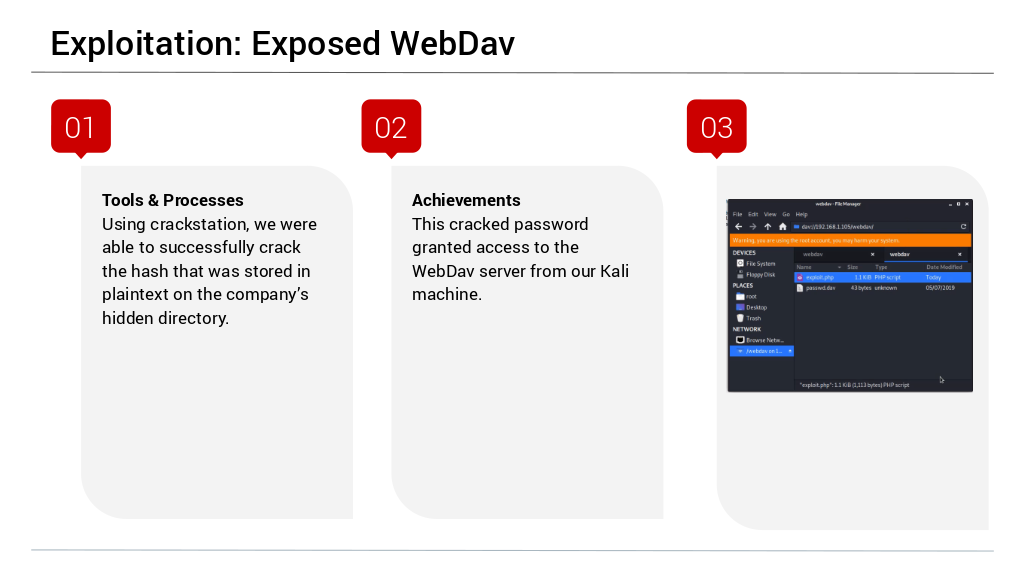 Exploitation: Exposed WebDav
01
Tools & Processes
Using crackstation, we were
able to successfully crack
the hash that was stored in
plaintext on the company’s
hidden directory.
02
Achievements
This cracked password
granted access to the
WebDav server from our Kali
machine.
03
webdav - File Manager
File Edit View Go Help
dav://192.168.1.105/webdav/
Warning, you are using the root account, you may harm your system.
DEVICES
File System
Floppy Disk
PLACES
root
Desktop
Trash
NETWORK
Browse Netw...
/webdav on 1...
webdav webdav
Name Size Type Date Modified
exploit.php 1.1 KiB PHP script Today
passwd.dav 43 bytes unknown 05/07/2019
"exploit.php": 1.1 KiB (1,113 bytes) PHP script